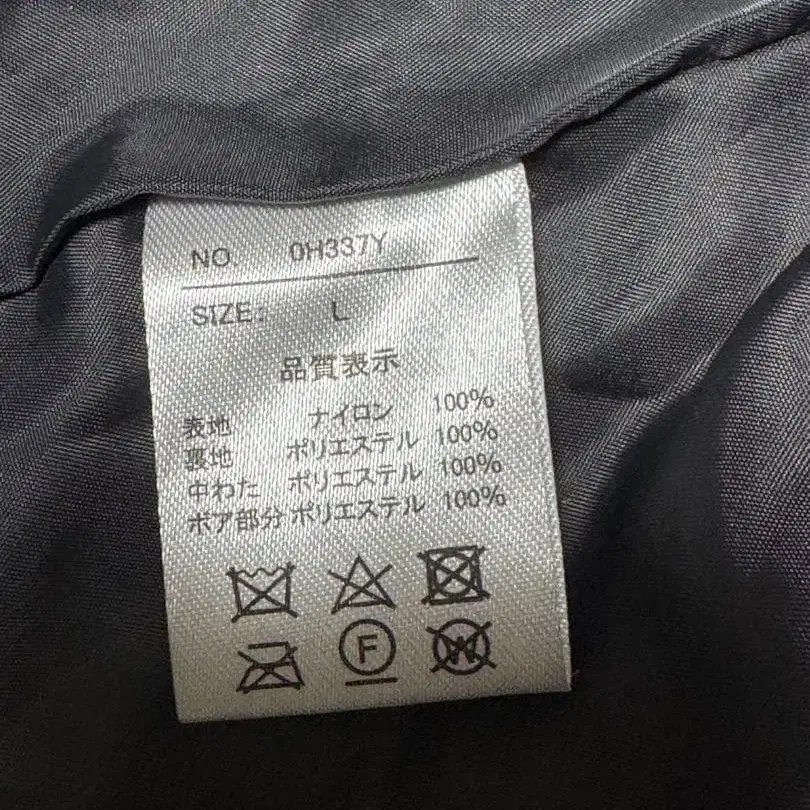 NO. 0H337Y
SIZE: L
品質表示
表地 ナイロン 100%
裏地 ポリエステル 100%
中わた ポリエステル 100%
ボア部分 ポリエステル 100%
F
W